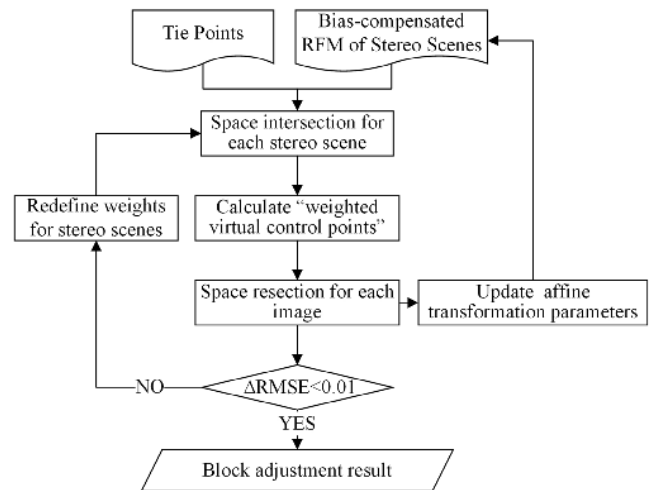 Tie Points
Bias-compensated
RFM of Stereo Scenes
Space intersection for
each stereo scene
Redefine weights
for stereo scenes
Calculate “weighted
virtual control points”
Space resection for each
image
Update affine
transformation parameters
NO
ΔRMSE<0.01
YES
Block adjustment result